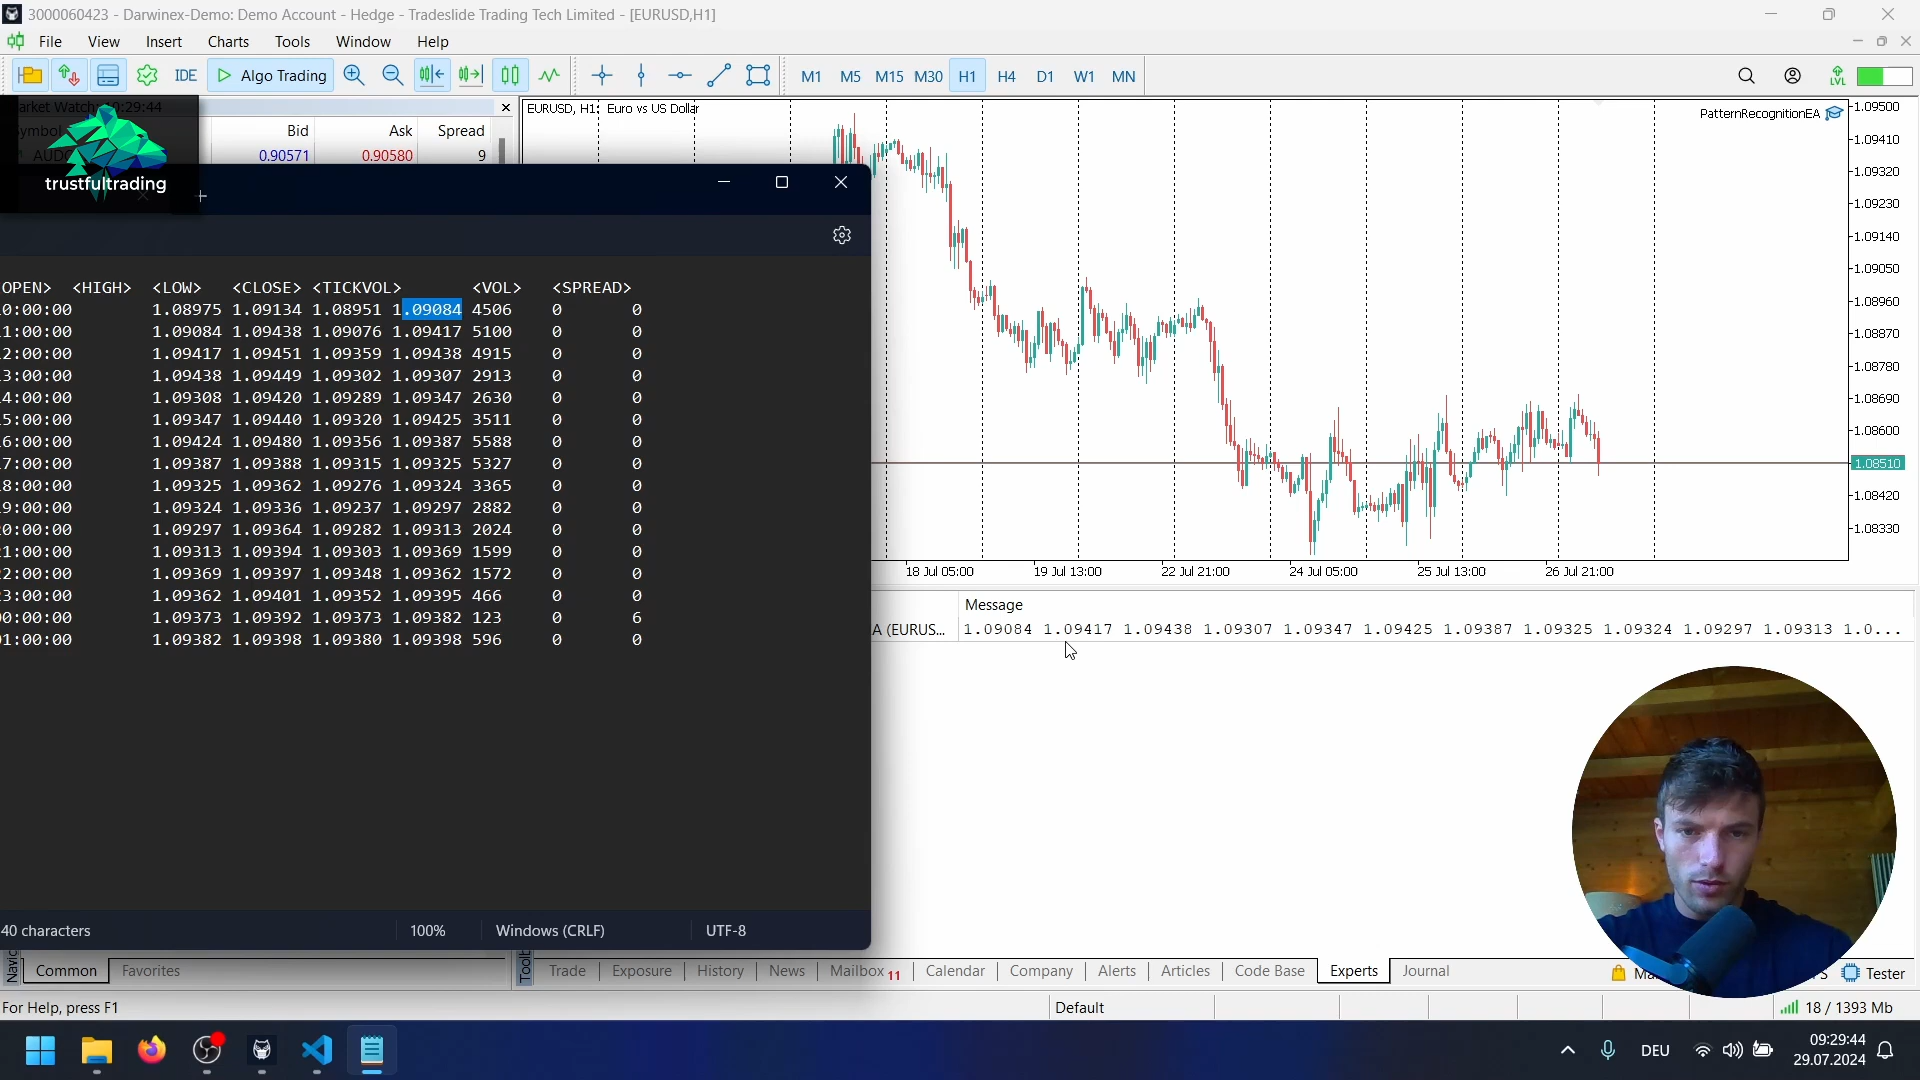 3000060423 - Darwinex-Demo: Demo Account - Hedge - Tradeslide Trading Tech Limited - [EURUSD,H1]
File View Insert Charts Tools Window Help
IDE Algo Trading M1 M5 M15 M30 H1 H4 D1 W1 MN LVL
arket Watch: 09:29:44
Symbol Bid Ask Spread
0.90571 0.90580 9
trustfultrading
EURUSD, H1: Euro vs US Dollar
PatternRecognitionEA
1.09500
1.09410
1.09320
1.09230
1.09140
1.09050
1.08960
1.08870
1.08780
1.08690
1.08600
1.08510
1.08420
1.08330
18 Jul 05:00 19 Jul 13:00 22 Jul 21:00 24 Jul 05:00 25 Jul 13:00 26 Jul 21:00
OPEN> <HIGH> <LOW> <CLOSE> <TICKVOL> <VOL> <SPREAD>
0:00:00 1.08975 1.09134 1.08951 1.09084 4506 0 0
1:00:00 1.09084 1.09438 1.09076 1.09417 5100 0 0
2:00:00 1.09417 1.09451 1.09359 1.09438 4915 0 0
3:00:00 1.09438 1.09449 1.09302 1.09307 2913 0 0
4:00:00 1.09308 1.09420 1.09289 1.09347 2630 0 0
5:00:00 1.09347 1.09440 1.09320 1.09425 3511 0 0
6:00:00 1.09424 1.09480 1.09356 1.09387 5588 0 0
7:00:00 1.09387 1.09388 1.09315 1.09325 5327 0 0
8:00:00 1.09325 1.09362 1.09276 1.09324 3365 0 0
9:00:00 1.09324 1.09336 1.09237 1.09297 2882 0 0
0:00:00 1.09297 1.09364 1.09282 1.09313 2024 0 0
1:00:00 1.09313 1.09394 1.09303 1.09369 1599 0 0
2:00:00 1.09369 1.09397 1.09348 1.09362 1572 0 0
3:00:00 1.09362 1.09401 1.09352 1.09395 466 0 0
0:00:00 1.09373 1.09392 1.09373 1.09382 123 0 6
1:00:00 1.09382 1.09398 1.09380 1.09398 596 0 0
40 characters 100% Windows (CRLF) UTF-8
Message
A (EURUS... 1.09084 1.09417 1.09438 1.09307 1.09347 1.09425 1.09387 1.09325 1.09324 1.09297 1.09313 1.0...
Common Favorites
Trade Exposure History News Mailbox 11 Calendar Company Alerts Articles Code Base Experts Journal
Tester
For Help, press F1 Default 18 / 1393 Mb
DEU
09:29:44
29.07.2024